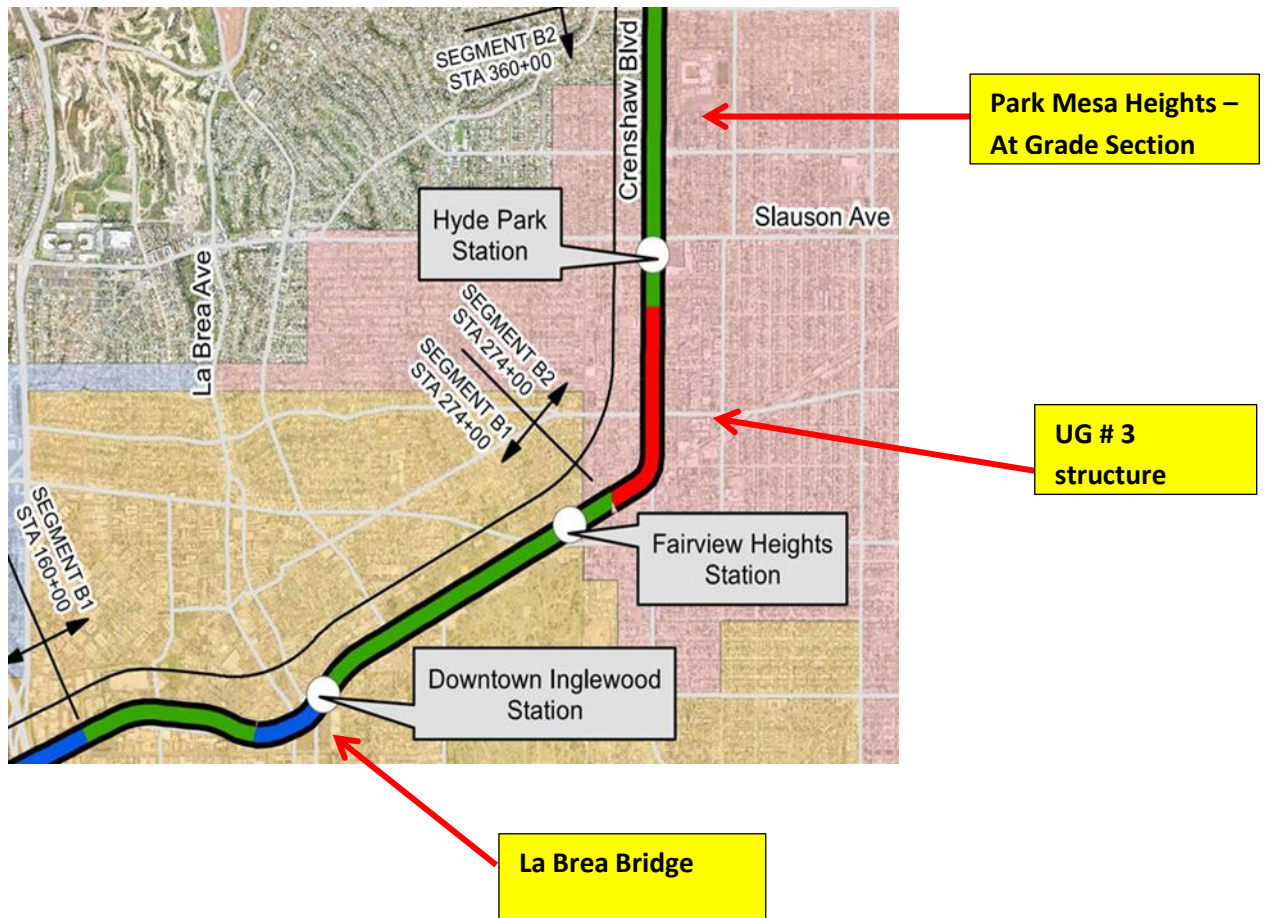 SEGMENT B2
STA 360+00
Crenshaw Blvd
Park Mesa Heights –
At Grade Section
Hyde Park
Station
Slauson Ave
La Brea Ave
SEGMENT B2
STA 274+00
SEGMENT B1
STA 274+00
UG # 3
structure
SEGMENT B1
STA 160+00
Fairview Heights
Station
Downtown Inglewood
Station
La Brea Bridge